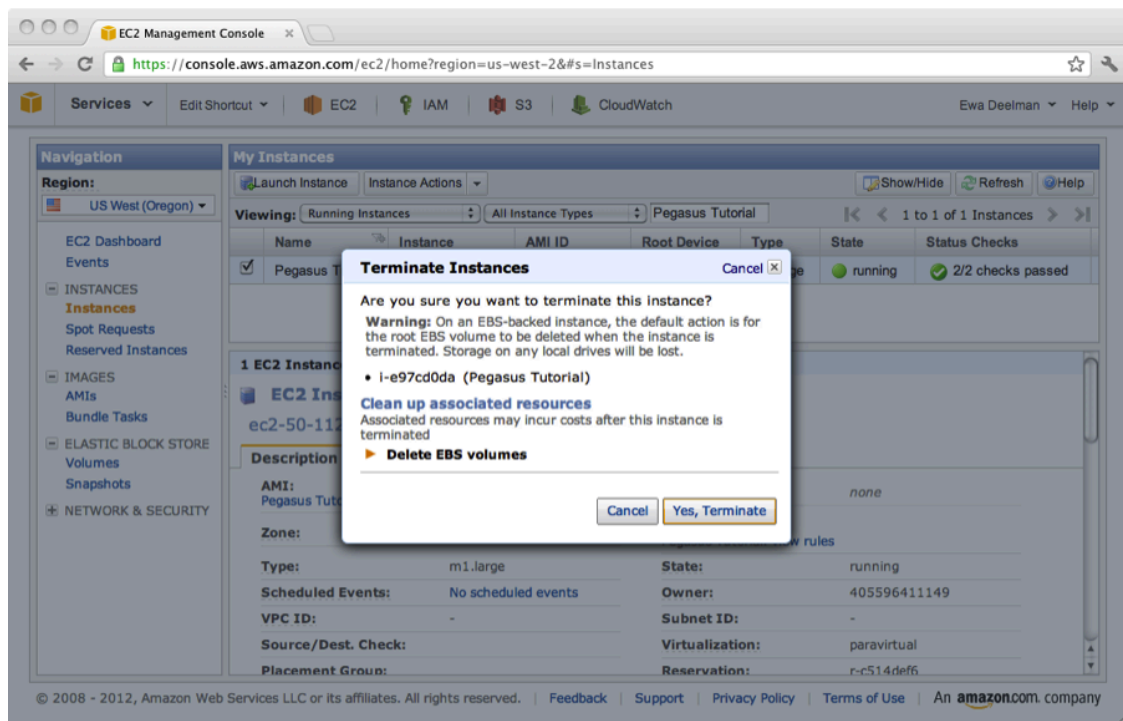 EC2 Management Console
https://console.aws.amazon.com/ec2/home?region=us-west-2&#s=Instances
Services Edit Shortcut EC2 IAM S3 CloudWatch Ewa Deelman Help
Navigation
Region:
US West (Oregon)
EC2 Dashboard
Events
INSTANCES
Instances
Spot Requests
Reserved Instances
IMAGES
AMIs
Bundle Tasks
ELASTIC BLOCK STORE
Volumes
Snapshots
NETWORK & SECURITY
My Instances
Launch Instance Instance Actions Show/Hide Refresh Help
Viewing: Running Instances All Instance Types Pegasus Tutorial 1 to 1 of 1 Instances
Name Instance AMI ID Root Device Type State Status Checks
Pegasus T running 2/2 checks passed
Terminate Instances Cancel
Are you sure you want to terminate this instance?
Warning: On an EBS-backed instance, the default action is for
the root EBS volume to be deleted when the instance is
terminated. Storage on any local drives will be lost.
• i-e97cd0da (Pegasus Tutorial)
Clean up associated resources
Associated resources may incur costs after this instance is
terminated
Delete EBS volumes
Cancel Yes, Terminate
1 EC2 Instanc
EC2 Ins
ec2-50-112
Description
AMI: none
Pegasus Tuto
Zone: rules
Type: m1.large State: running
Scheduled Events: No scheduled events Owner: 405596411149
VPC ID: - Subnet ID: -
Source/Dest. Check: Virtualization: paravirtual
Placement Group: Reservation: r-c514def6
© 2008 - 2012, Amazon Web Services LLC or its affiliates. All rights reserved. | Feedback | Support | Privacy Policy | Terms of Use | An amazon.com. company